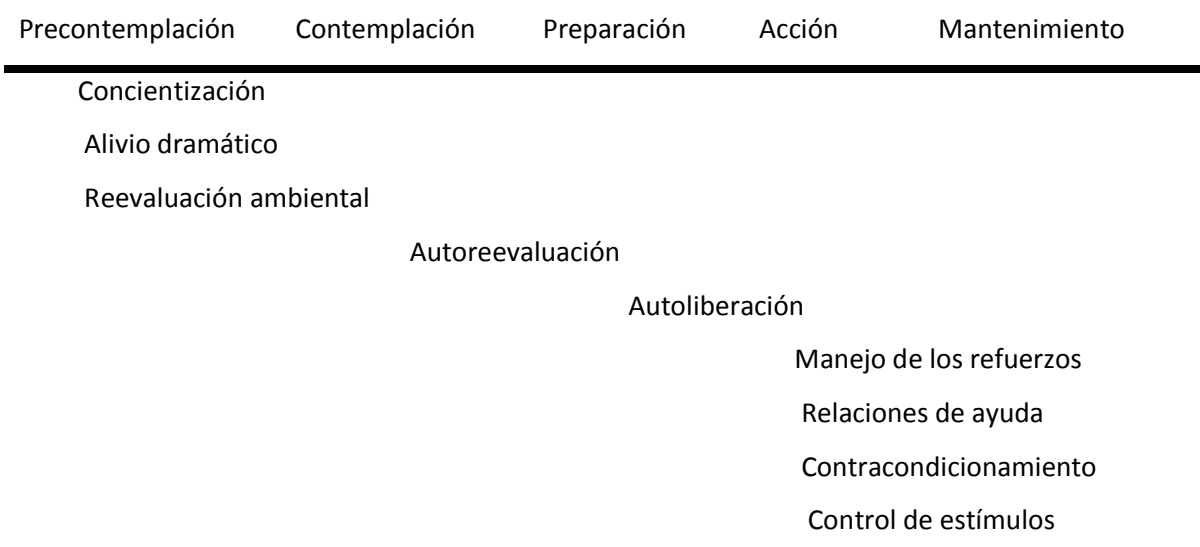 Precontemplación Contemplación Preparación Acción Mantenimiento
Concientización
Alivio dramático
Reevaluación ambiental
Autoreevaluación
Autoliberación
Manejo de los refuerzos
Relaciones de ayuda
Contracondicionamiento
Control de estímulos